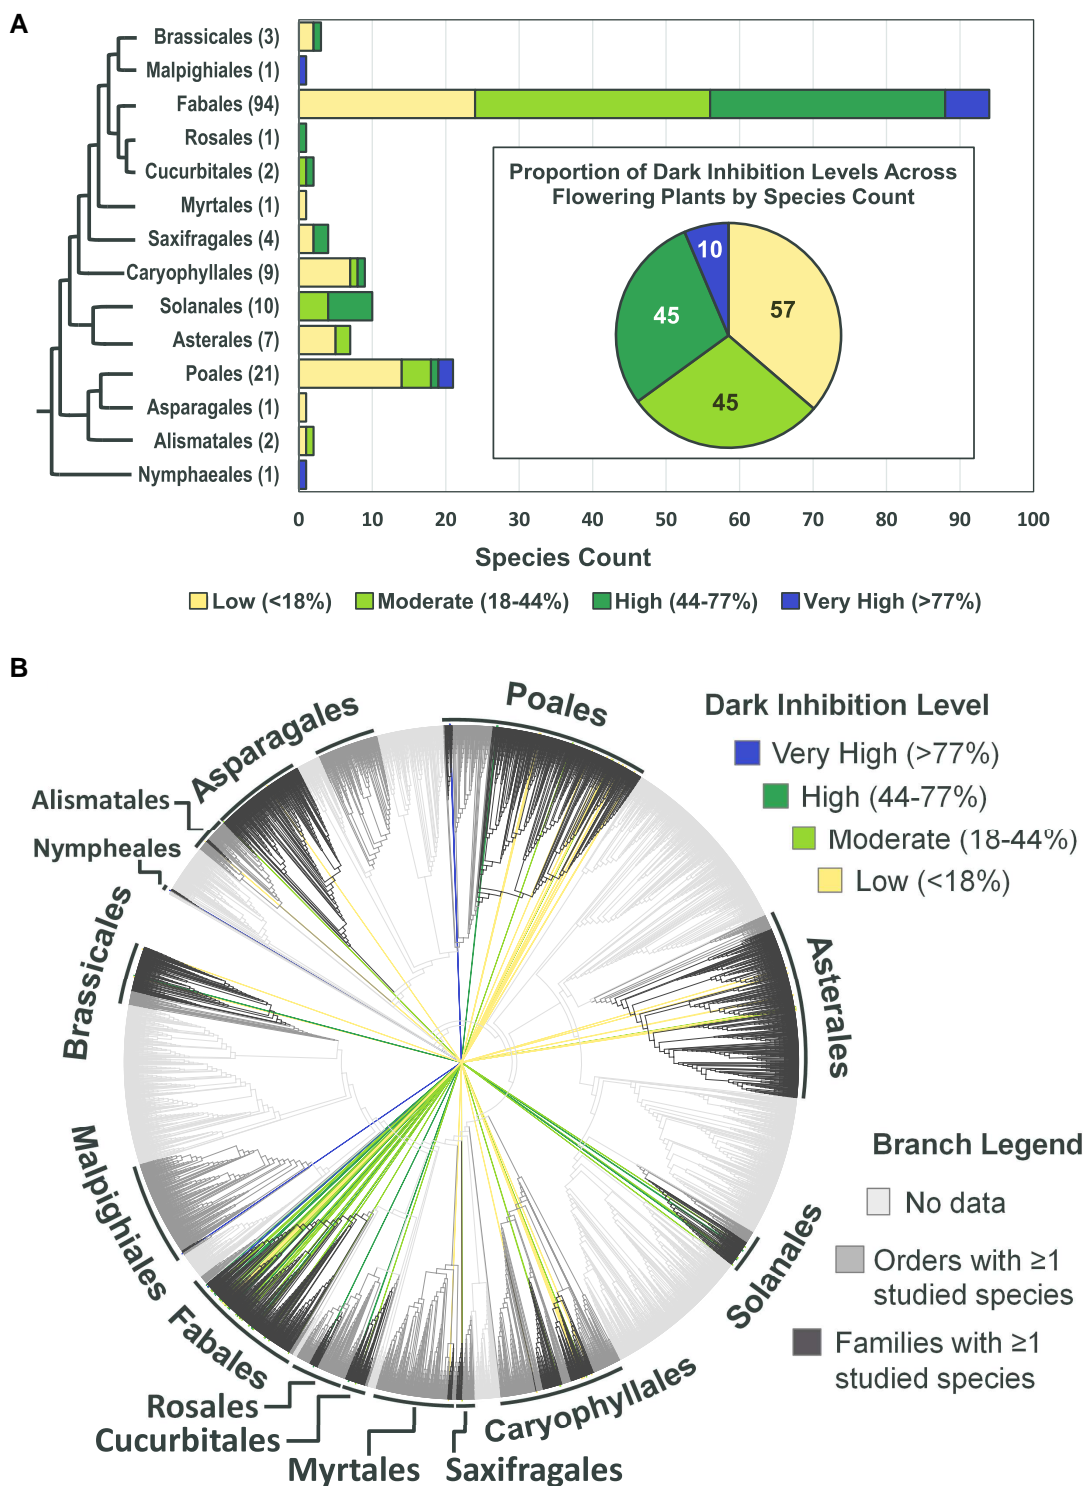 A
Brassicales (3)
Malpighiales (1)
Fabales (94)
Rosales (1)
Cucurbitales (2)
Myrtales (1)
Saxifragales (4)
Caryophyllales (9)
Solanales (10)
Asterales (7)
Poales (21)
Asparagales (1)
Alismatales (2)
Nymphaeales (1)
Proportion of Dark Inhibition Levels Across
Flowering Plants by Species Count
10
57
45
45
0 10 20 30 40 50 60 70 80 90 100
Species Count
Low (<18%) Moderate (18-44%) High (44-77%) Very High (>77%)
B
Poales
Asparagales
Alismatales
Nympheales
Brassicales
Malpighiales
Fabales
Rosales
Cucurbitales
Myrtales
Saxifragales
Caryophyllales
Solanales
Asterales
Dark Inhibition Level
Very High (>77%)
High (44-77%)
Moderate (18-44%)
Low (<18%)
Branch Legend
No data
Orders with ≥1
studied species
Families with ≥1
studied species